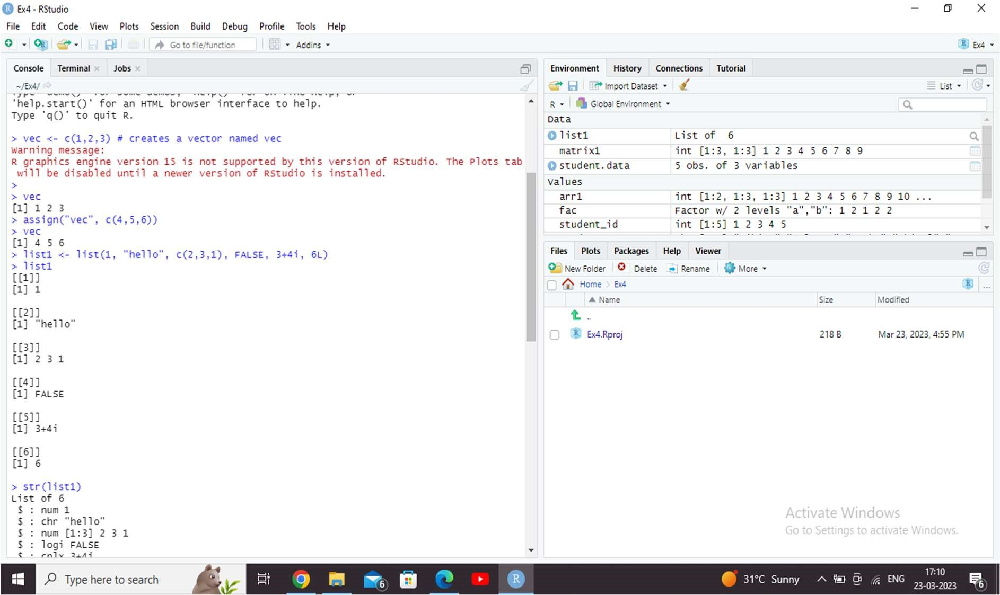 Ex4 - RStudio
File Edit Code View Plots Session Build Debug Profile Tools Help
Go to file/function Addins Ex4
Console Terminal Jobs
~/Ex4/
Type 'demo()' for some demos, 'help()' for on-line help, or
'help.start()' for an HTML browser interface to help.
Type 'q()' to quit R.
> vec <- c(1,2,3) # creates a vector named vec
Warning message:
R graphics engine version 15 is not supported by this version of RStudio. The Plots tab
will be disabled until a newer version of RStudio is installed.
>
> vec
[1] 1 2 3
> assign("vec", c(4,5,6))
> vec
[1] 4 5 6
> list1 <- list(1, "hello", c(2,3,1), FALSE, 3+4i, 6L)
> list1
[[1]]
[1] 1
[[2]]
[1] "hello"
[[3]]
[1] 2 3 1
[[4]]
[1] FALSE
[[5]]
[1] 3+4i
[[6]]
[1] 6
> str(list1)
List of 6
$ : num 1
$ : chr "hello"
$ : num [1:3] 2 3 1
$ : logi FALSE
$ : cplx 3+4i
Environment History Connections Tutorial
Import Dataset List
R Global Environment
Data
list1 List of 6
matrix1 int [1:3, 1:3] 1 2 3 4 5 6 7 8 9
student.data 5 obs. of 3 variables
Values
arr1 int [1:2, 1:3, 1:3] 1 2 3 4 5 6 7 8 9 10 ...
fac Factor w/ 2 levels "a","b": 1 2 1 2 2
student_id int [1:5] 1 2 3 4 5
Files Plots Packages Help Viewer
New Folder Delete Rename More
Home Ex4 ...
Name Size Modified
..
Ex4.Rproj 218 B Mar 23, 2023, 4:55 PM
Activate Windows
Go to Settings to activate Windows.
Type here to search 6 R 31°C Sunny ENG 17:10
23-03-2023 6